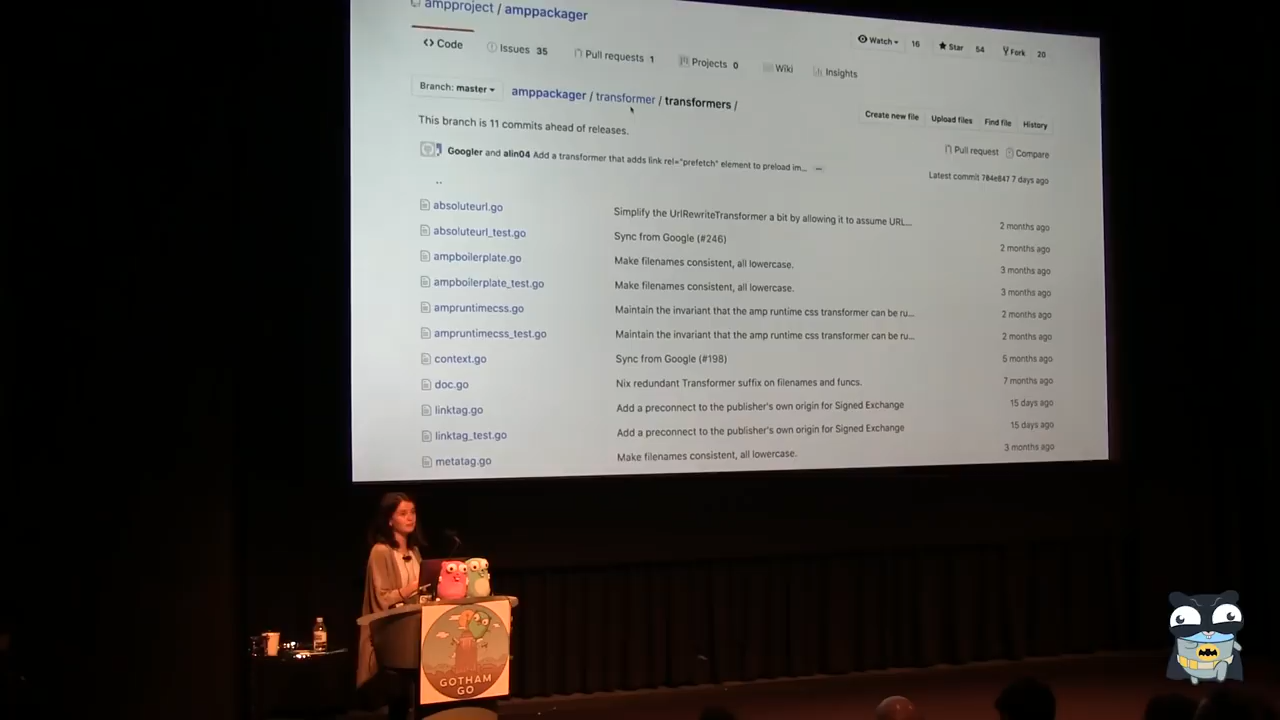 ampproject / amppackager
Watch 16 Star 54 Fork 20
Code Issues 35 Pull requests 1 Projects 0 Wiki Insights
Branch: master amppackager / transformer / transformers /
Create new file Upload files Find file History
This branch is 11 commits ahead of releases.
Pull request Compare
Googler and alin04 Add a transformer that adds link rel="prefetch" element to preload im...
Latest commit 704e847 7 days ago
..
absoluteurl.go Simplify the UrlRewriteTransformer a bit by allowing it to assume URL... 2 months ago
absoluteurl_test.go Sync from Google (#246) 2 months ago
ampboilerplate.go Make filenames consistent, all lowercase. 3 months ago
ampboilerplate_test.go Make filenames consistent, all lowercase. 3 months ago
ampruntimecss.go Maintain the invariant that the amp runtime css transformer can be ru... 2 months ago
ampruntimecss_test.go Maintain the invariant that the amp runtime css transformer can be ru... 2 months ago
context.go Sync from Google (#198) 5 months ago
doc.go Nix redundant Transformer suffix on filenames and funcs. 7 months ago
linktag.go Add a preconnect to the publisher's own origin for Signed Exchange 15 days ago
linktag_test.go Add a preconnect to the publisher's own origin for Signed Exchange 15 days ago
metatag.go Make filenames consistent, all lowercase. 3 months ago
GOTHAM
GO